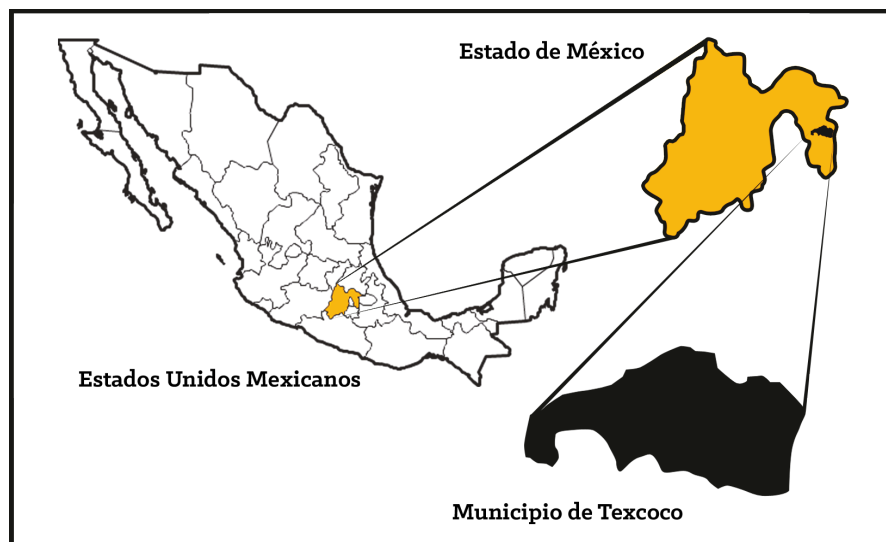 Estado de México
Estados Unidos Mexicanos
Municipio de Texcoco